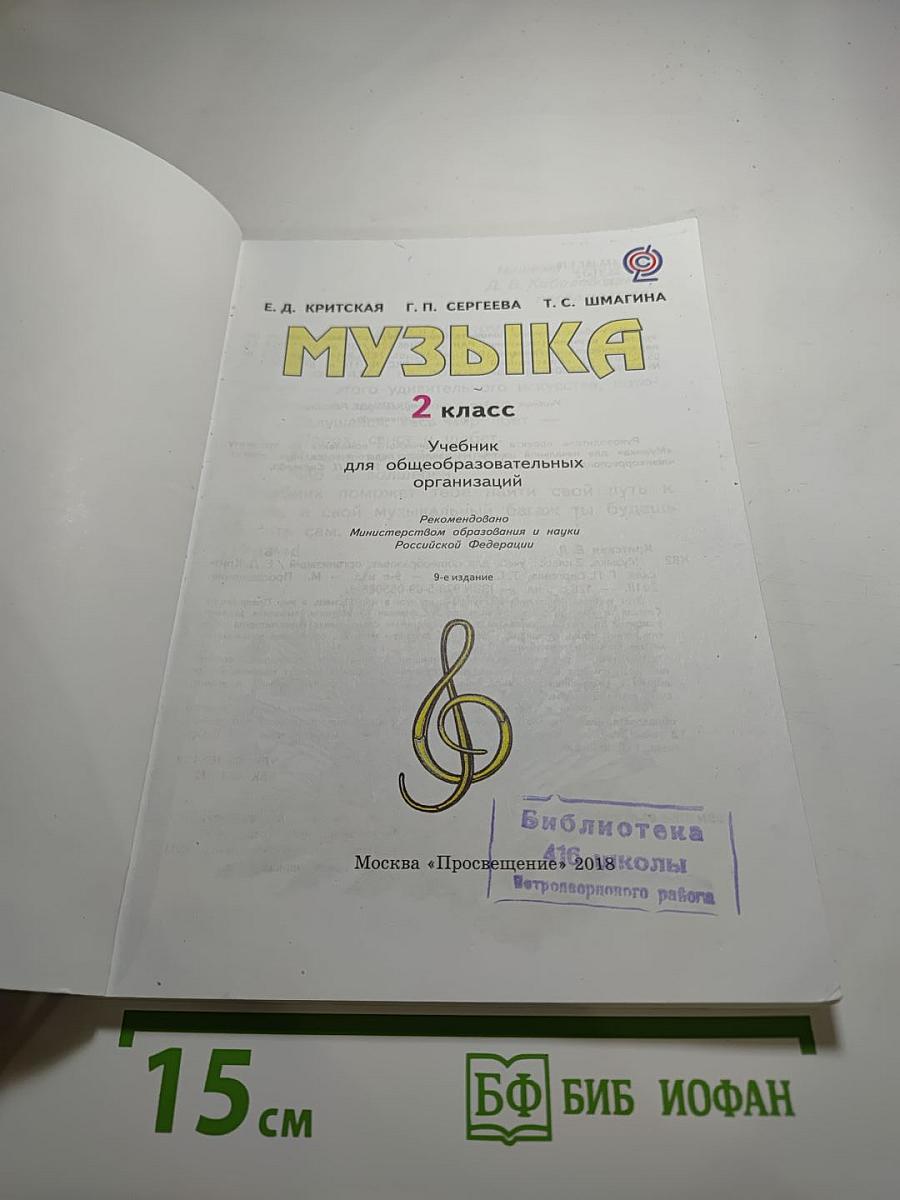 Е. Д. КРИТСКАЯ Г. П. СЕРГЕЕВА Т. С. ШМАГИНА
МУЗЫКА
2 класс
Учебник
для общеобразовательных
организаций
Рекомендовано
Министерством образования и науки
Российской Федерации
9-е издание
Москва «Просвещение» 2018
Библиотека
416 школы
Петродворцового района
15 см
БФ БИБ ИОФАН